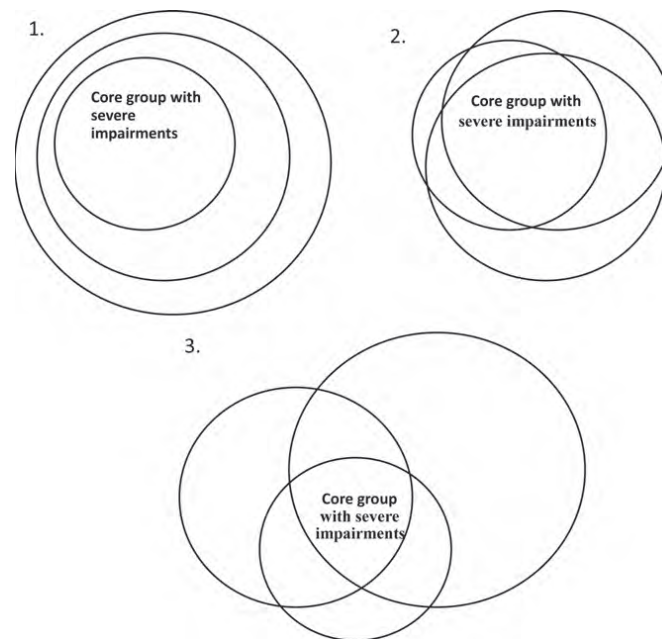 1.
Core group with
severe
impairments
2.
Core group with
severe impairments
3.
Core group
with severe
impairments